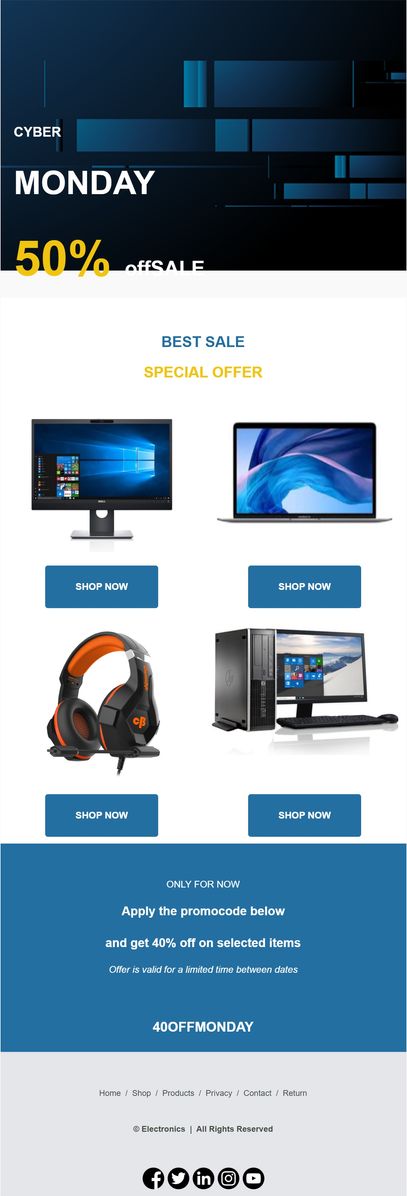 CYBER
MONDAY
50% offSALE
BEST SALE
SPECIAL OFFER
SHOP NOW
SHOP NOW
SHOP NOW
SHOP NOW
ONLY FOR NOW
Apply the promocode below
and get 40% off on selected items
Offer is valid for a limited time between dates
40OFFMONDAY
Home / Shop / Products / Privacy / Contact / Return
© Electronics | All Rights Reserved